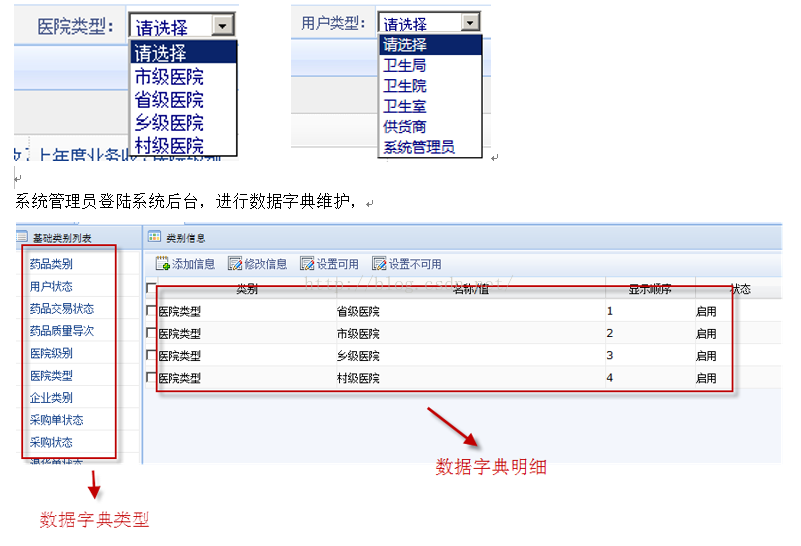 医院类型： 请选择
请选择
市级医院
省级医院
乡级医院
村级医院
用户类型： 请选择
请选择
卫生局
卫生院
卫生室
供货商
系统管理员
上年度业务收
系统管理员登陆系统后台，进行数据字典维护，
基础类别列表
药品类别
用户状态
药品交易状态
药品质量层次
医院级别
医院类型
企业类别
采购单状态
采购状态
退货单状态
类别信息
添加信息 修改信息 设置可用 设置不可用
http://blog.csdn.net/
类别 名称/值 显示顺序 状态
医院类型 省级医院 1 启用
医院类型 市级医院 2 启用
医院类型 乡级医院 3 启用
医院类型 村级医院 4 启用
数据字典明细
数据字典类型